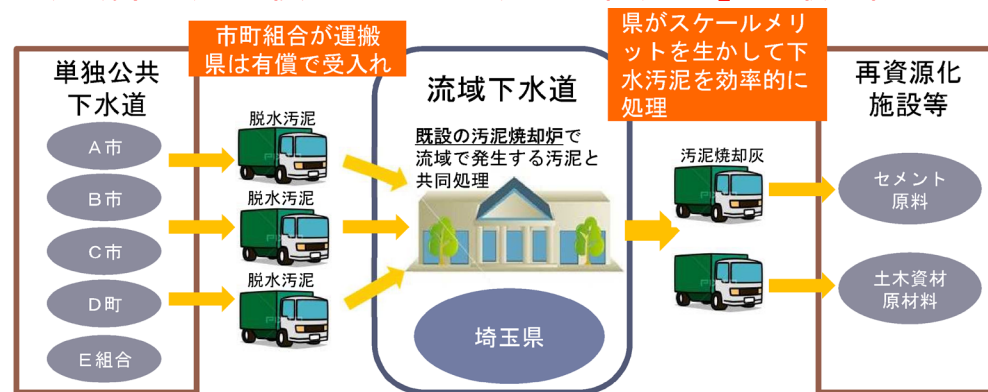 市町組合が運搬
県は有償で受入れ
県がスケールメリ
ットを生かして下
水汚泥を効率的に
処理
単独公共
下水道
A市
B市
C市
D町
E組合
脱水汚泥
脱水汚泥
脱水汚泥
流域下水道
既設の汚泥焼却炉で
流域で発生する汚泥と
共同処理
埼玉県
汚泥焼却灰
再資源化
施設等
セメント
原料
土木資材
原材料